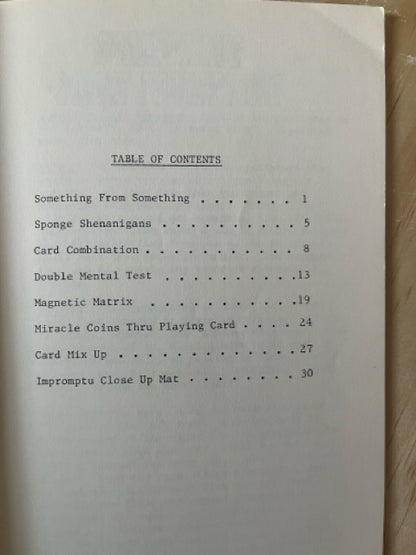 TABLE OF CONTENTS
Something From Something . . . . . . . 1
Sponge Shenanigans . . . . . . . . . . 5
Card Combination . . . . . . . . . . . 8
Double Mental Test . . . . . . . . . .13
Magnetic Matrix . . . . . . . . . . .19
Miracle Coins Thru Playing Card . . . . 24
Card Mix Up . . . . . . . . . . . . . 27
Impromptu Close Up Mat . . . . . . . . 30